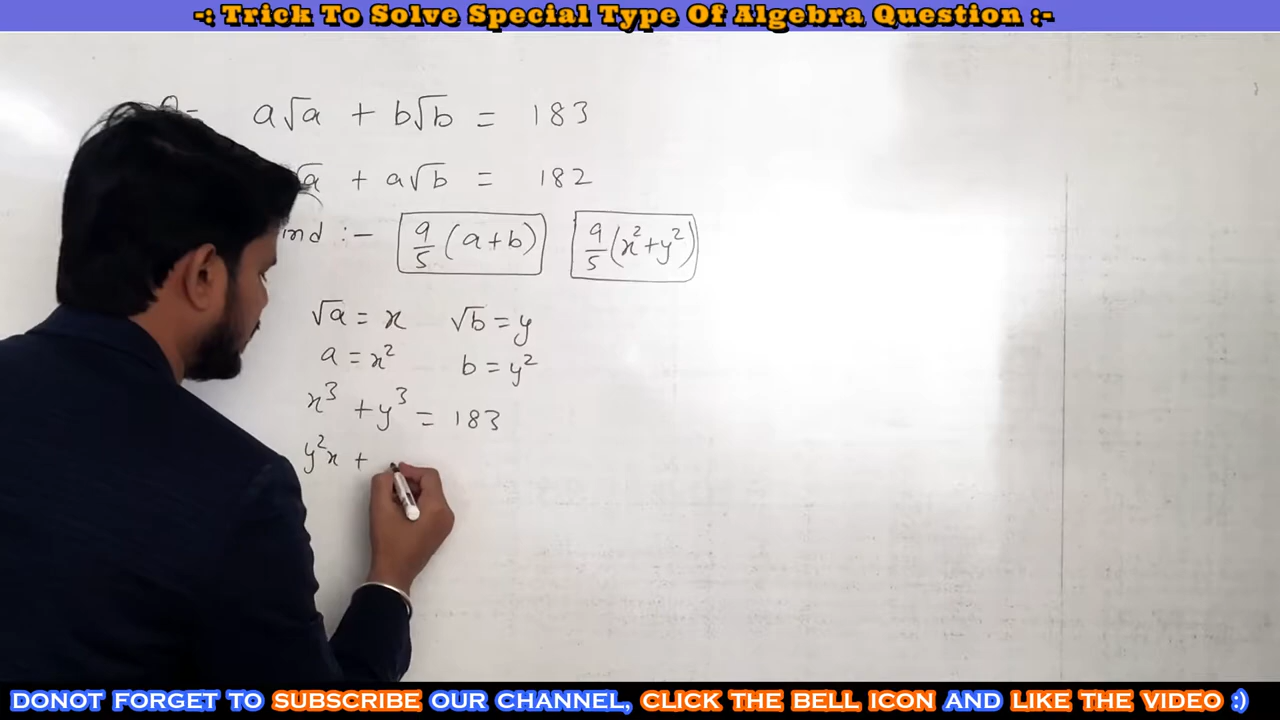 -: Trick To Solve Special Type Of Algebra Question :-
a√a + b√b = 183
√a + a√b = 182
ind :- 9/5 (a+b) 9/5 (x²+y²)
√a = x √b = y
a = x² b = y²
x³ + y³ = 183
y²x +
DONOT FORGET TO SUBSCRIBE OUR CHANNEL, CLICK THE BELL ICON AND LIKE THE VIDEO :)